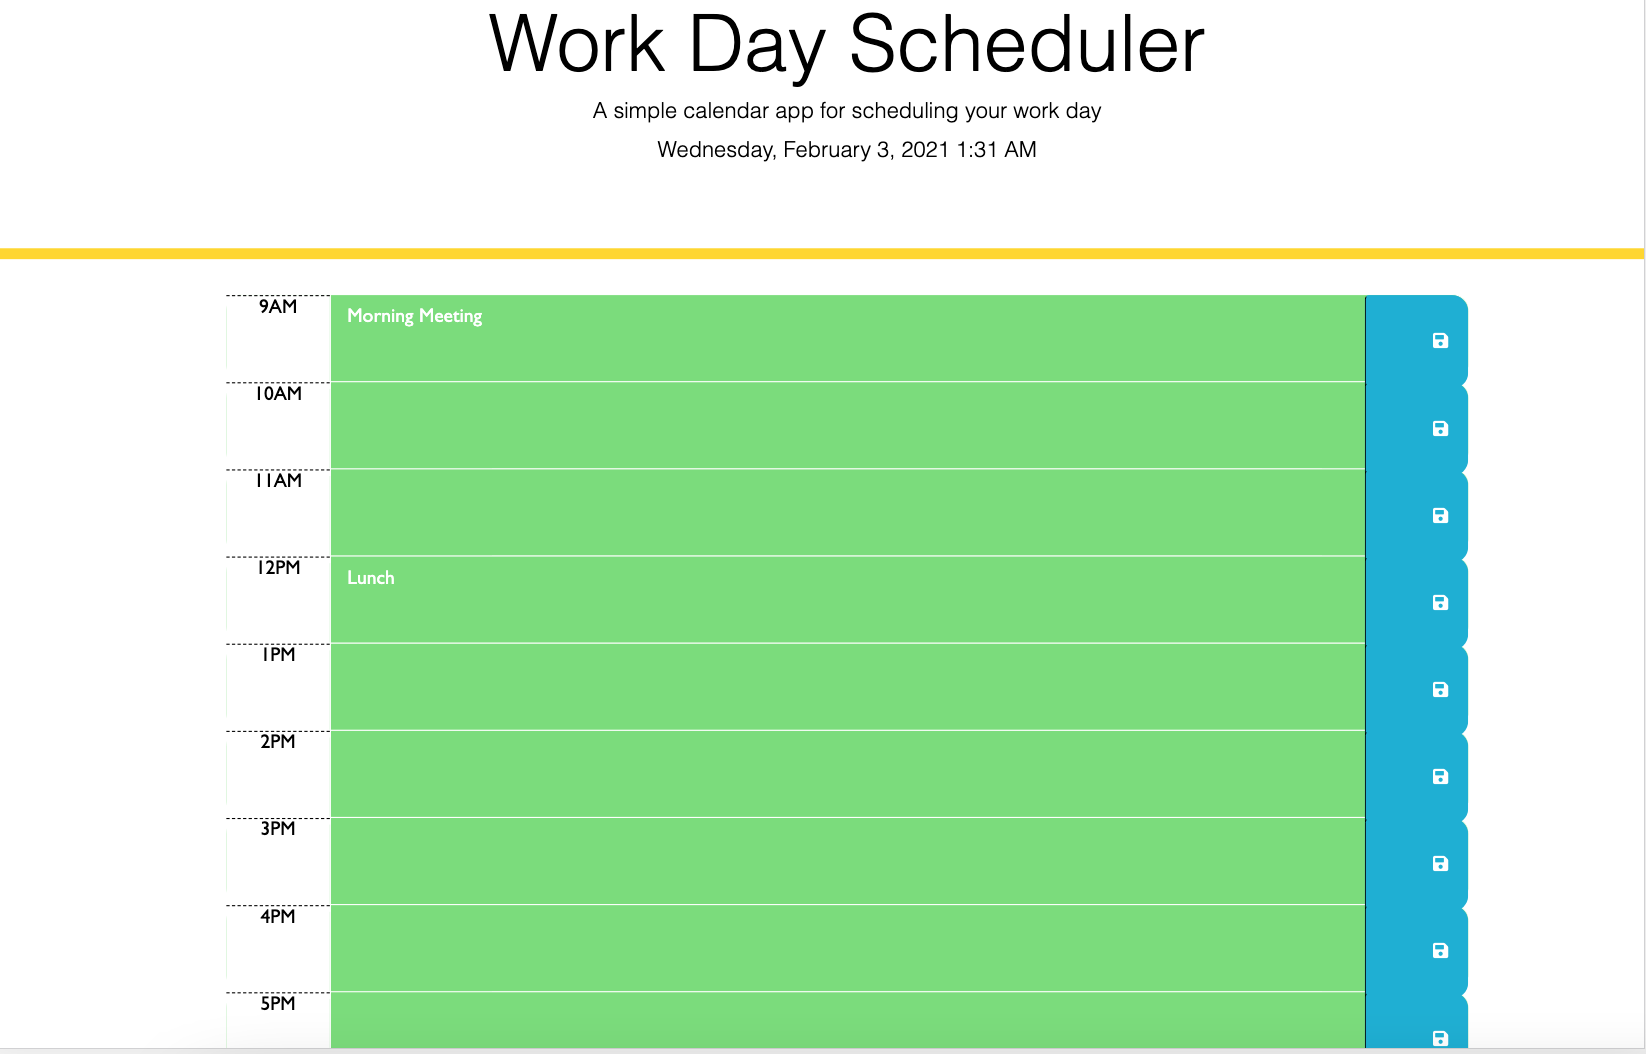 Work Day Scheduler
A simple calendar app for scheduling your work day
Wednesday, February 3, 2021 1:31 AM
9AM
Morning Meeting
10AM
11AM
12PM
Lunch
1PM
2PM
3PM
4PM
5PM